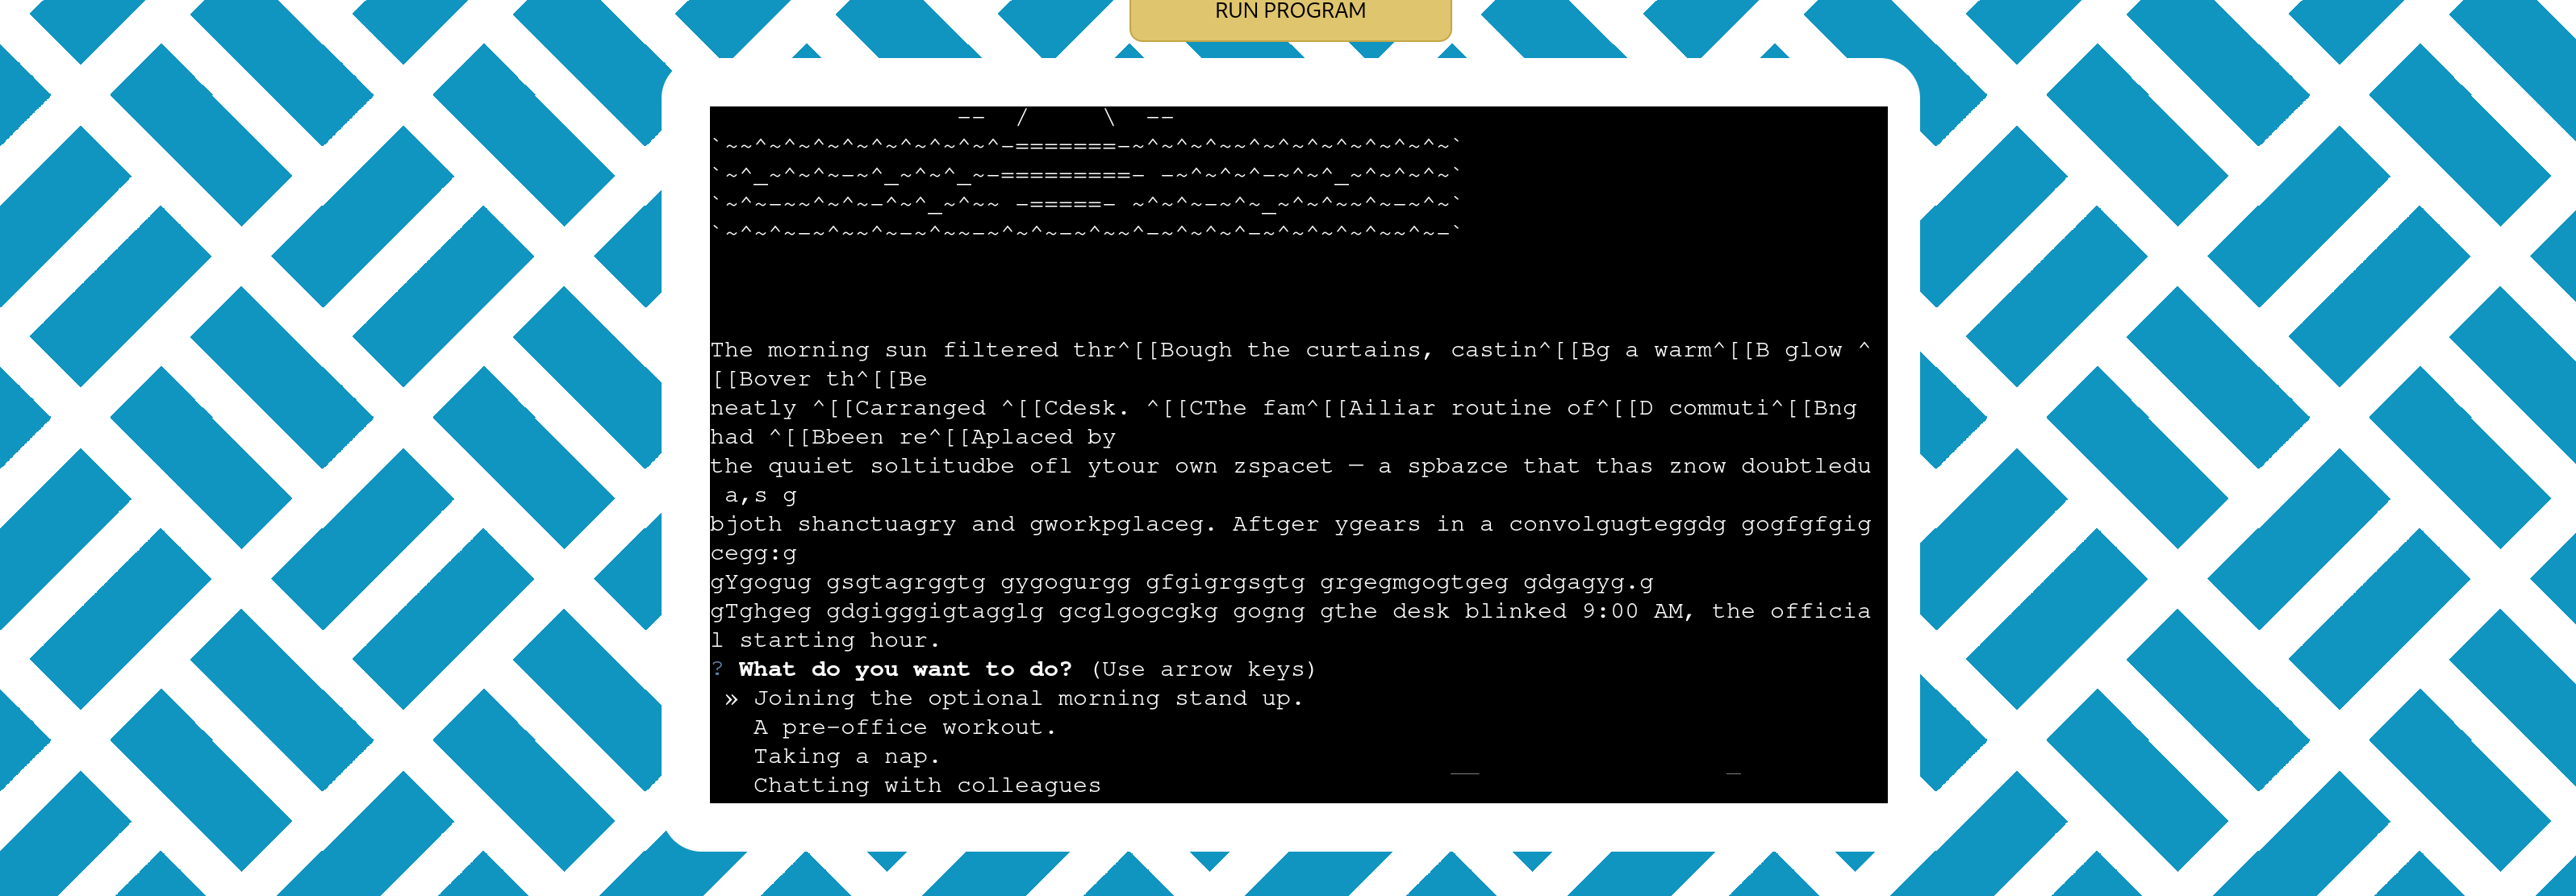 RUN PROGRAM
-- /     \ --
`~~^~^~^~^~^~^~^~^~^-=======-~^~^~^~~^~^~^~^~^~^~^~`
`~^_~^~^~-~^_~^~^_~-=========- -~^~^~^-~^~^_~^~^~^~`
`~^~-~~^~^~-^~^_~^~~ -=====- ~^~^~-~^~_~^~^~~^~-~^~`
`~^~^~-~^~~^~-~^~~-~^~^~-~^~~^-~^~^~^-~^~^~^~^~~^~-`
The morning sun filtered thr^[[Bough the curtains, castin^[[Bg a warm^[[B glow ^
[[Bover th^[[Be
neatly ^[[Carranged ^[[Cdesk. ^[[CThe fam^[[Ailiar routine of^[[D commuti^[[Bng
had ^[[Bbeen re^[[Aplaced by
the quuiet soltitudbe ofl ytour own zspacet — a spbazce that thas znow doubtledu
a,s g
bjoth shanctuagry and gworkpglaceg. Aftger ygears in a convolgugteggdg gogfgfgig
cegg:g
gYgogug gsgtagrggtg gygogurgg gfgigrgsgtg grgegmgogtgeg gdgagyg.g
gTghgeg gdgigggigtagglg gcglgogcgkg gogng gthe desk blinked 9:00 AM, the officia
l starting hour.
? What do you want to do? (Use arrow keys)
» Joining the optional morning stand up.
A pre-office workout.
Taking a nap.
Chatting with colleagues